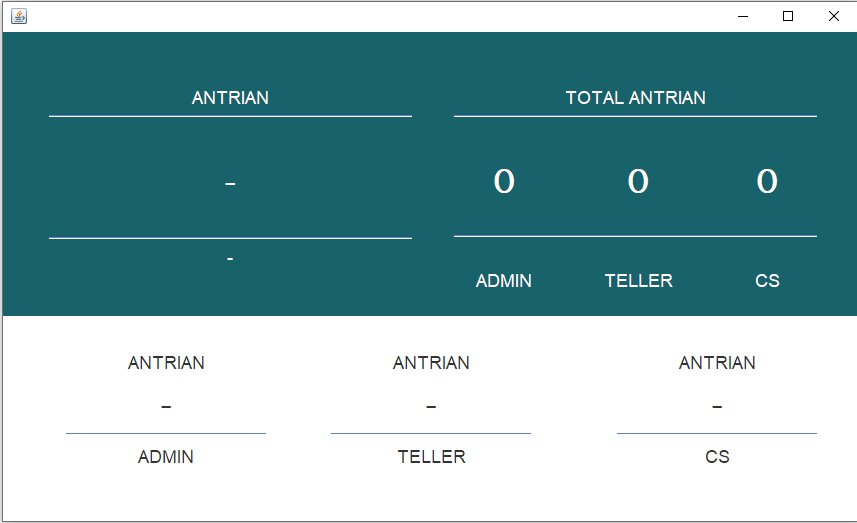 ANTRIAN
-
-
TOTAL ANTRIAN
0 0 0
ADMIN TELLER CS
ANTRIAN ANTRIAN ANTRIAN
- - -
ADMIN TELLER CS